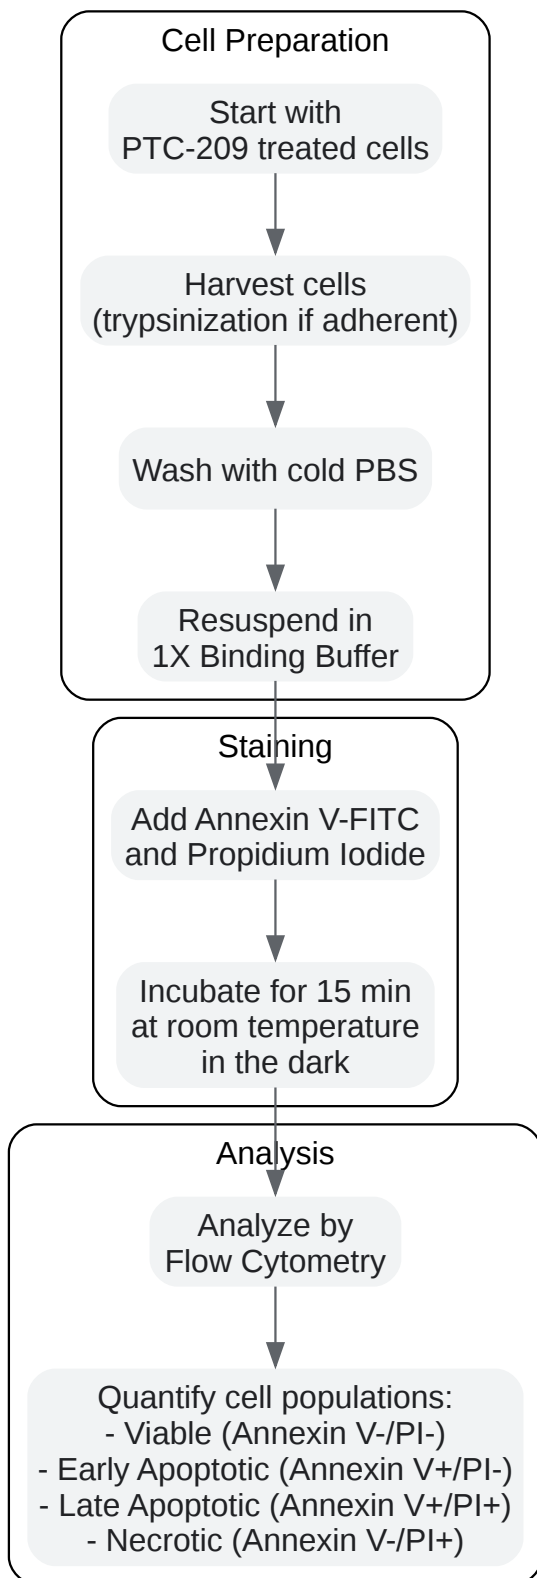 Cell Preparation
Start with
PTC-209 treated cells
Harvest cells
(trypsinization if adherent)
Wash with cold PBS
Resuspend in
1X Binding Buffer
Staining
Add Annexin V-FITC
and Propidium Iodide
Incubate for 15 min
at room temperature
in the dark
Analysis
Analyze by
Flow Cytometry
Quantify cell populations:
- Viable (Annexin V-/PI-)
- Early Apoptotic (Annexin V+/PI-)
- Late Apoptotic (Annexin V+/PI+)
- Necrotic (Annexin V-/PI+)